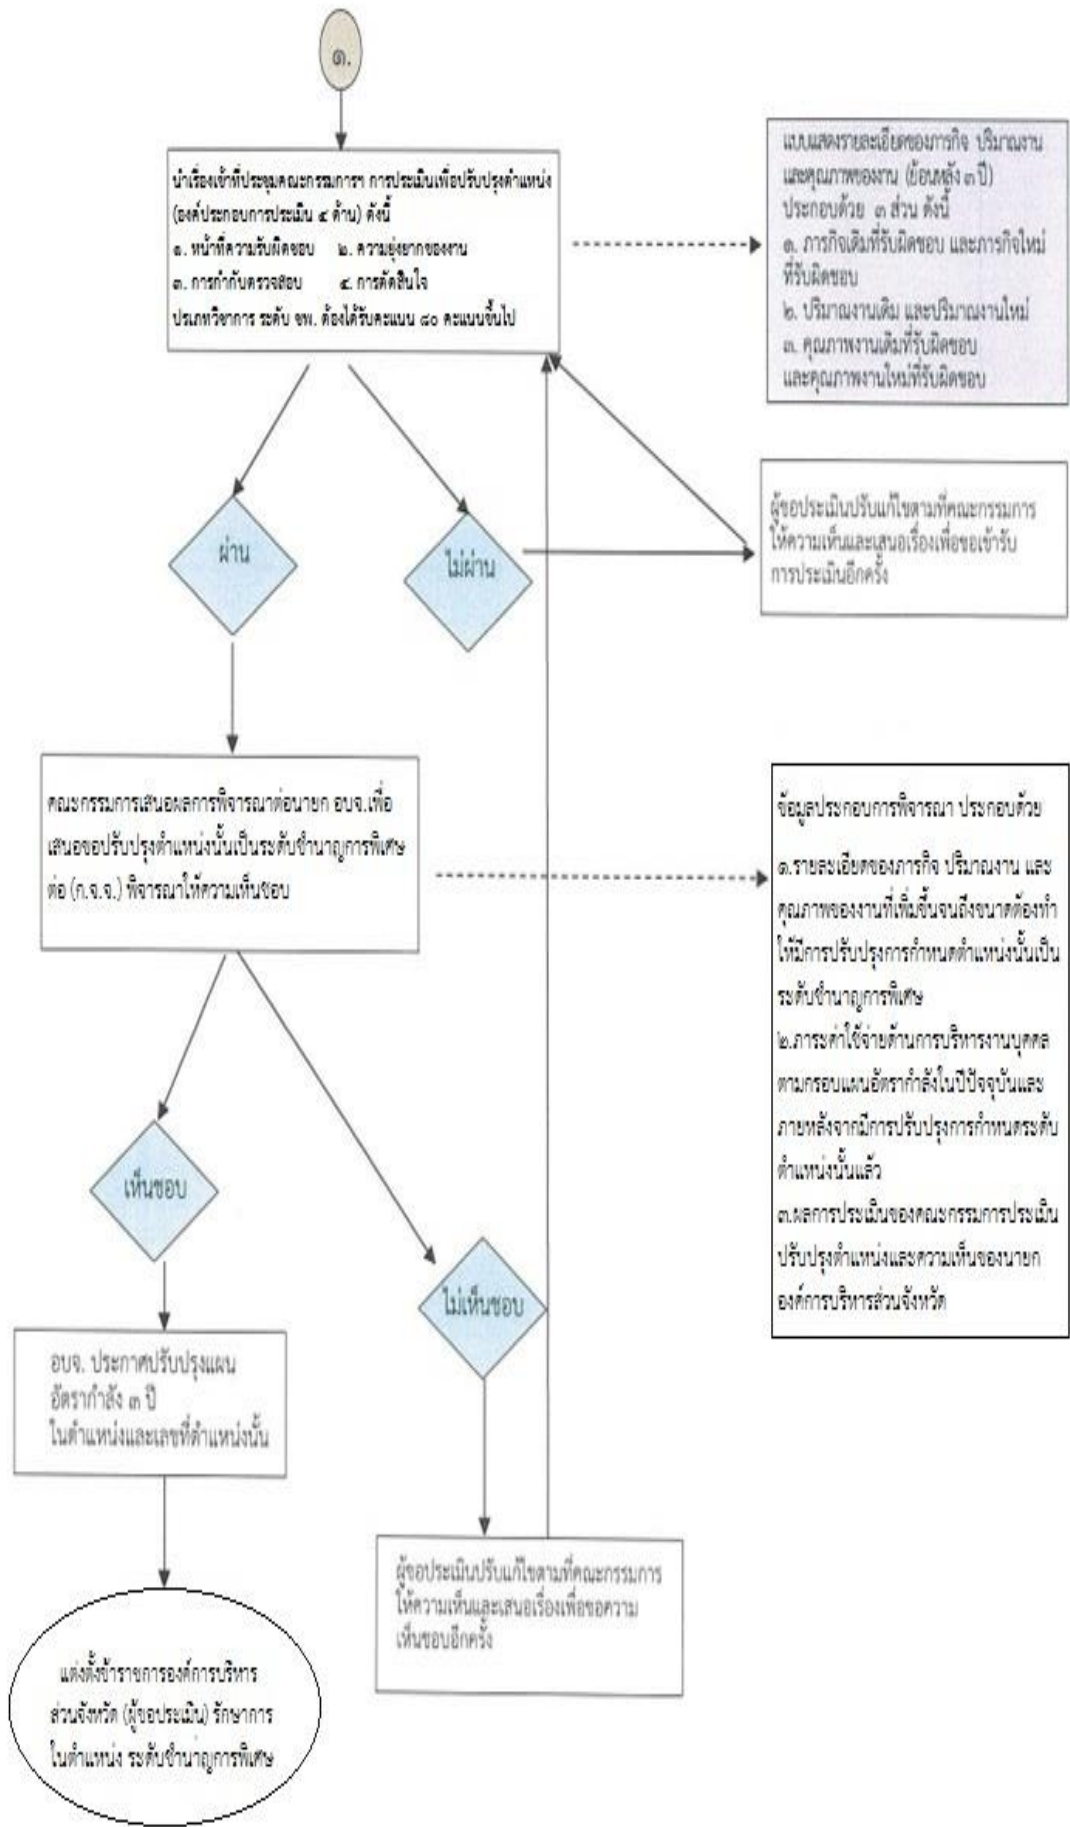 ๑.
นำเรื่องเข้าที่ประชุมคณะกรรมการฯ การประเมินเพื่อปรับปรุงตำแหน่ง
(องค์ประกอบการประเมิน ๔ ด้าน) ดังนี้
๑. หน้าที่ความรับผิดชอบ ๒. ความยุ่งยากของงาน
๓. การกำกับตรวจสอบ ๔. การตัดสินใจ
ประเภทวิชาการ ระดับ ชพ. ต้องได้รับคะแนน ๘๐ คะแนนขึ้นไป
แบบแสดงรายละเอียดของภารกิจ ปริมาณงาน
และคุณภาพของงาน (ย้อนหลัง ๓ ปี)
ประกอบด้วย ๓ ส่วน ดังนี้
๑. ภารกิจเดิมที่รับผิดชอบ และภารกิจใหม่
ที่รับผิดชอบ
๒. ปริมาณงานเดิม และปริมาณงานใหม่
๓. คุณภาพงานเดิมที่รับผิดชอบ
และคุณภาพงานใหม่ที่รับผิดชอบ
ผ่าน
ไม่ผ่าน
ผู้ขอประเมินปรับแก้ไขตามที่คณะกรรมการ
ให้ความเห็นและเสนอเรื่องเพื่อขอเข้ารับ
การประเมินอีกครั้ง
คณะกรรมการเสนอผลการพิจารณาต่อนายก อบจ.เพื่อ
เสนอขอปรับปรุงตำแหน่งนั้นเป็นระดับชำนาญการพิเศษ
ต่อ (ก.จ.จ.) พิจารณาให้ความเห็นชอบ
ข้อมูลประกอบการพิจารณา ประกอบด้วย
๑.รายละเอียดของภารกิจ ปริมาณงาน และ
คุณภาพของงานที่เพิ่มขึ้นจนถึงขนาดต้องทำ
ให้มีการปรับปรุงการกำหนดตำแหน่งนั้นเป็น
ระดับชำนาญการพิเศษ
๒.ภาระค่าใช้จ่ายด้านการบริหารงานบุคคล
ตามกรอบแผนอัตรากำลังในปีปัจจุบันและ
ภายหลังจากมีการปรับปรุงการกำหนดระดับ
ตำแหน่งนั้นแล้ว
๓.ผลการประเมินของคณะกรรมการประเมิน
ปรับปรุงตำแหน่งและความเห็นของนายก
องค์การบริหารส่วนจังหวัด
เห็นชอบ
ไม่เห็นชอบ
อบจ. ประกาศปรับปรุงแผน
อัตรากำลัง ๓ ปี
ในตำแหน่งและเลขที่ตำแหน่งนั้น
ผู้ขอประเมินปรับแก้ไขตามที่คณะกรรมการ
ให้ความเห็นและเสนอเรื่องเพื่อขอความ
เห็นชอบอีกครั้ง
แต่งตั้งข้าราชการองค์การบริหาร
ส่วนจังหวัด (ผู้ขอประเมิน) รักษาการ
ในตำแหน่ง ระดับชำนาญการพิเศษ